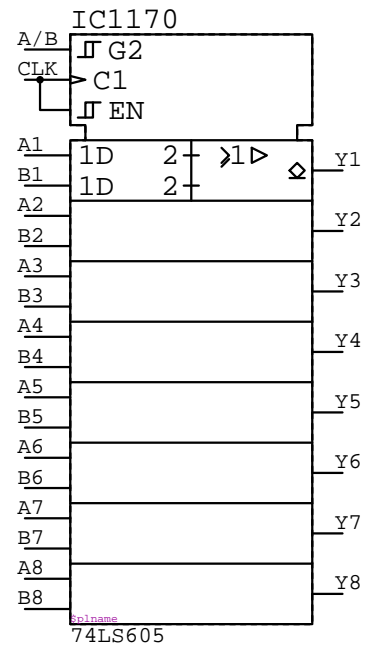 IC1170
A/B G2
CLK C1
EN
A1 1D 2 ≥1 Y1
B1 1D 2
A2 Y2
B2
A3 Y3
B3
A4 Y4
B4
A5 Y5
B5
A6 Y6
B6
A7 Y7
B7
A8 Y8
B8
$plname
74LS605